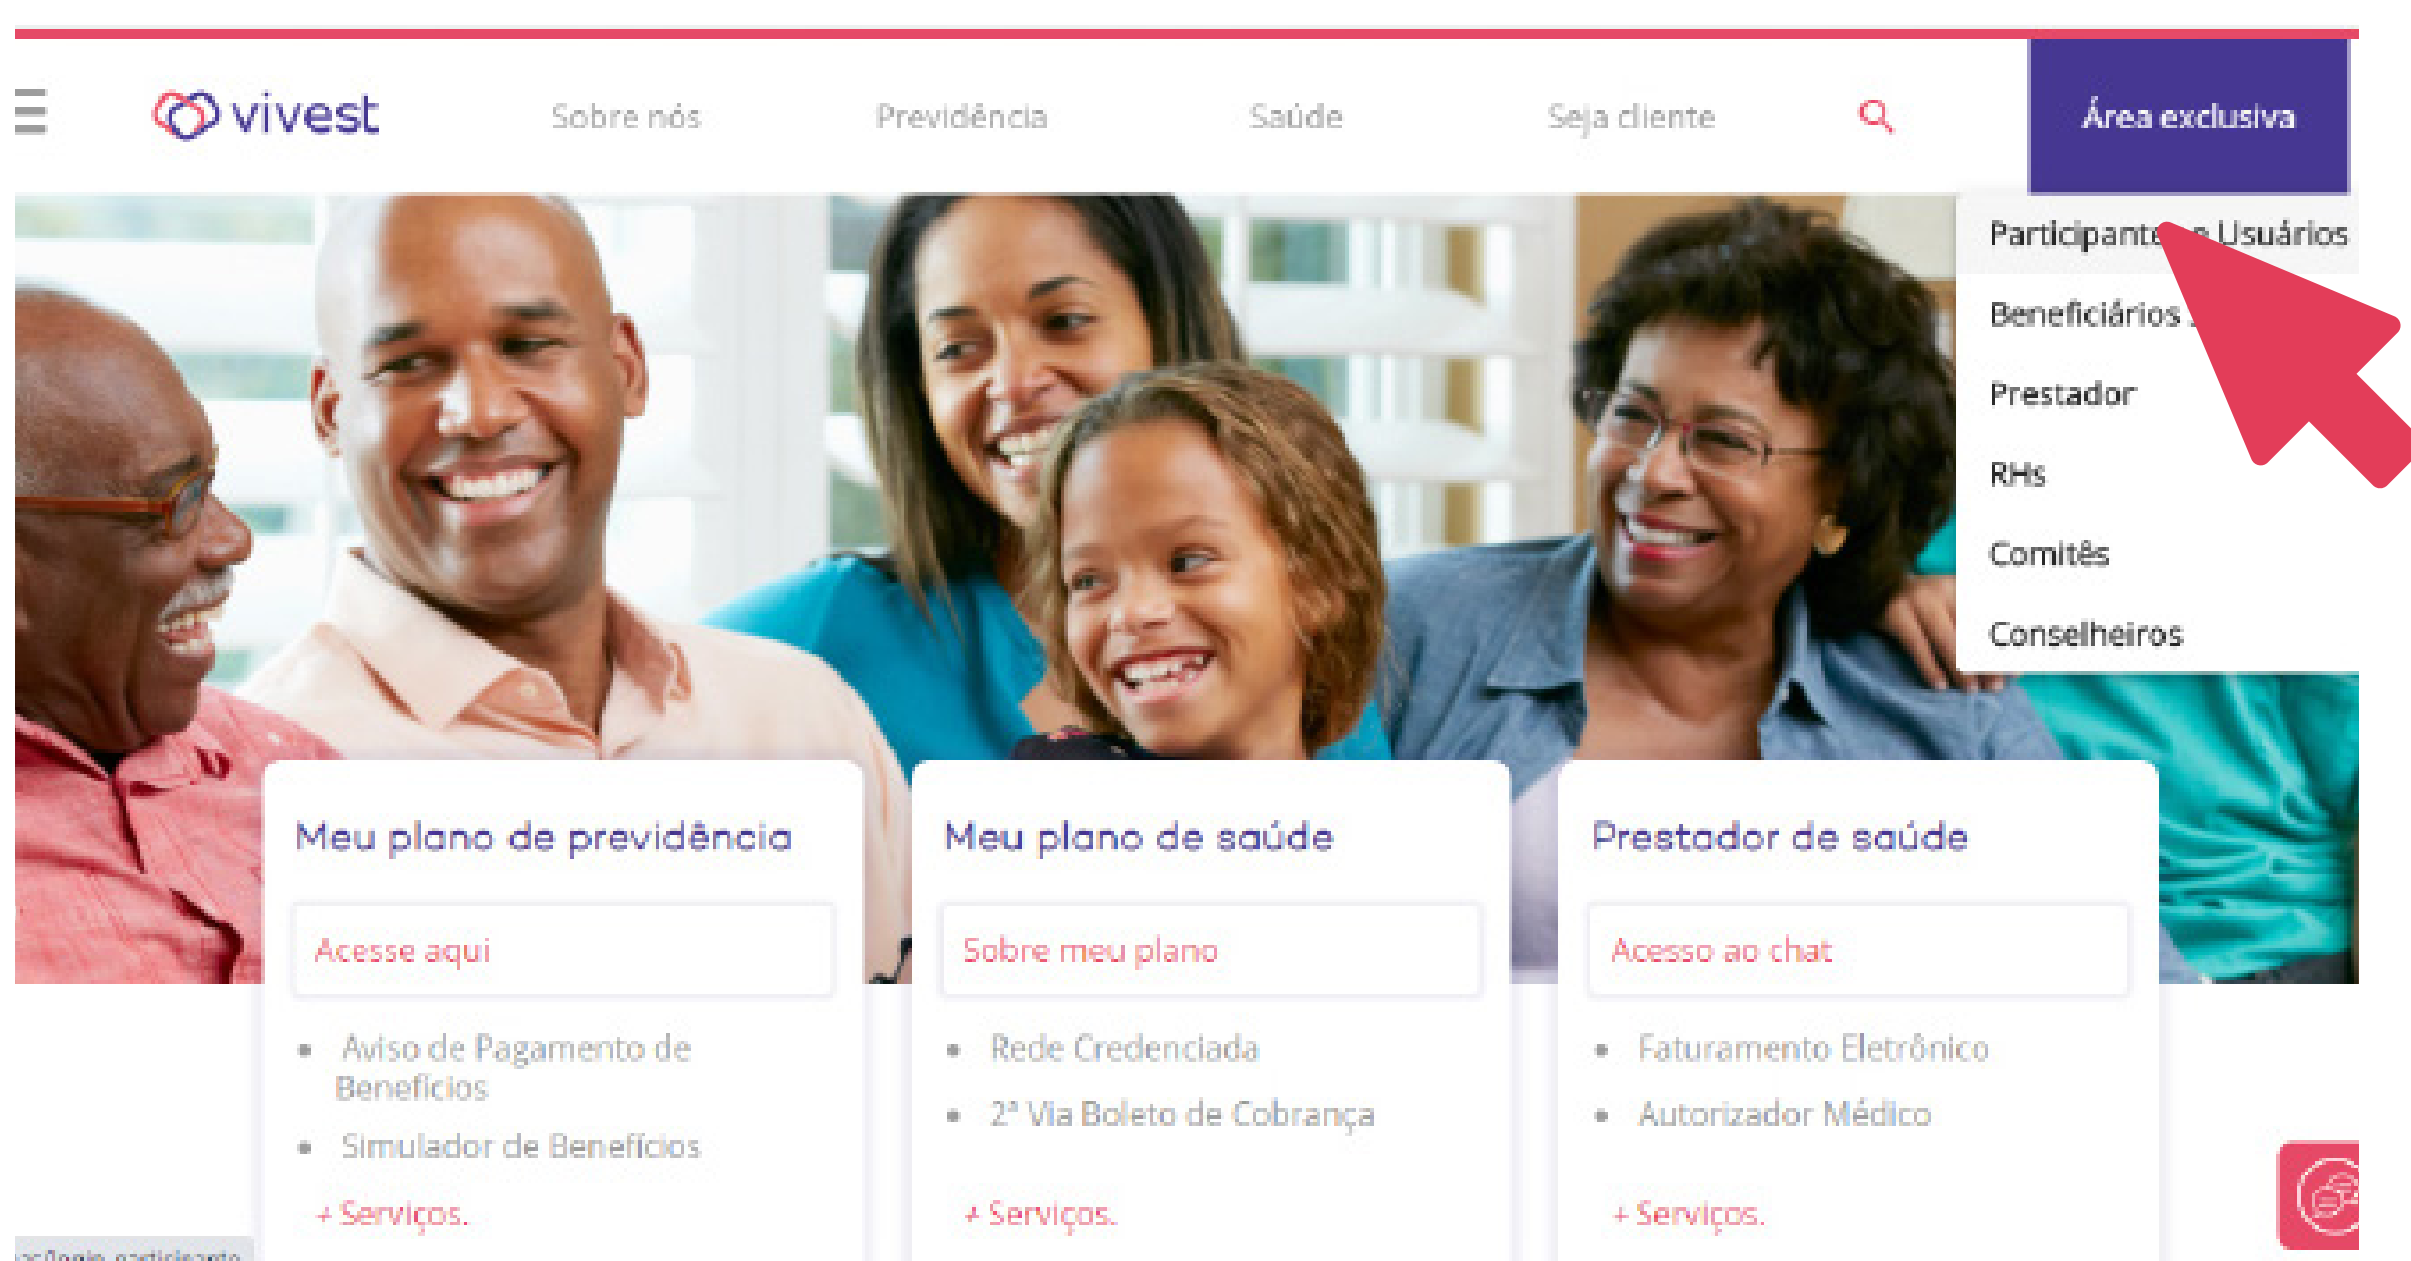 vivest
Sobre nós
Previdência
Saúde
Seja cliente
Área exclusiva
Usuários
Beneficiários
Prestador
RHs
Comitês
Conselheiros
Meu plano de previdência
Acesse aqui
Aviso de Pagamento de
Benefícios
Simulador de Benefícios
+ Serviços.
Meu plano de saúde
Sobre meu plano
Rede Credenciada
2ª Via Boleto de Cobrança
+ Serviços.
Prestador de saúde
Acesso ao chat
Faturamento Eletrônico
Autorizador Médico
+ Serviços.